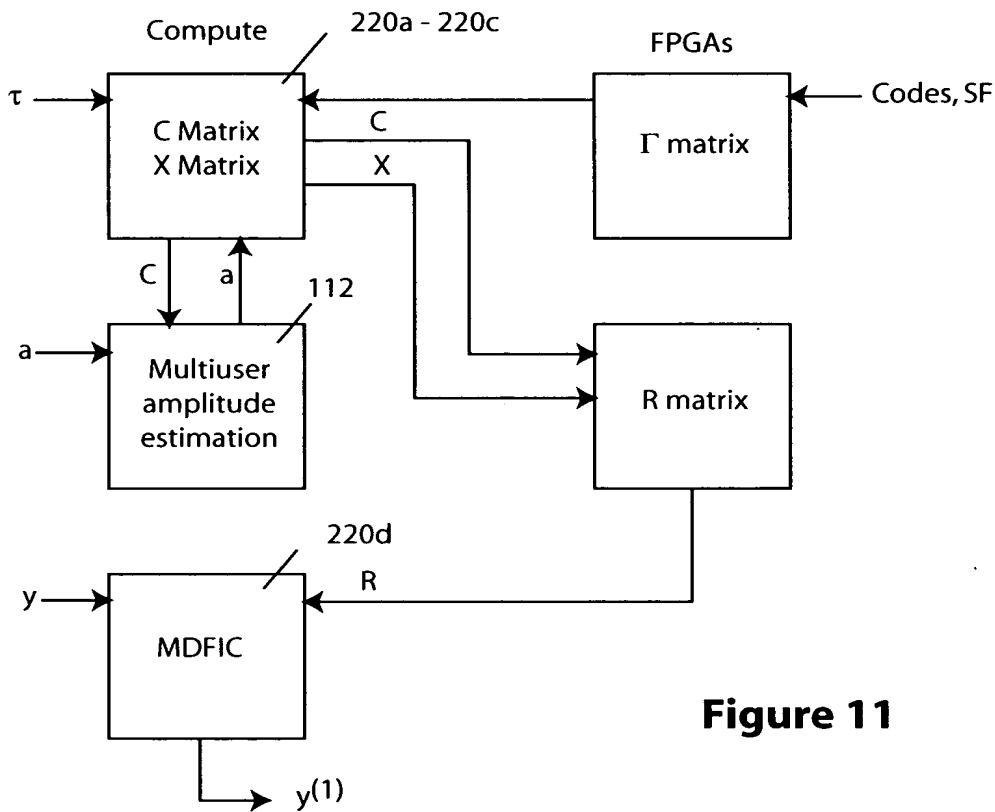 Compute
220a - 220c
FPGAs
τ
C Matrix
X Matrix
C
X
Γ matrix
Codes, SF
C
a
112
a
Multiuser
amplitude
estimation
R matrix
220d
R
y
MDFIC
y(1)
Figure 11